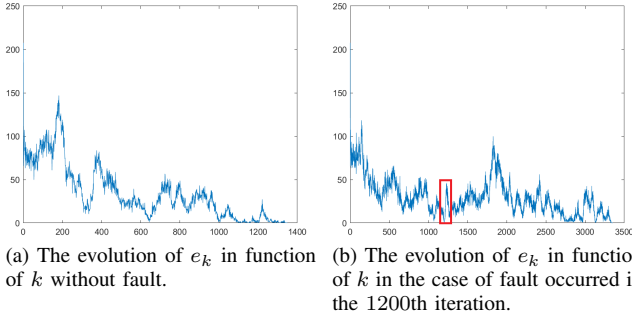 250
200
150
100
50
0
0 200 400 600 800 1000 1200 1400
250
200
150
100
50
0
500 1000 1500 2000 2500 3000 3500
(a) The evolution of e_k in function
of k without fault.
(b) The evolution of e_k in functio
of k in the case of fault occurred i
the 1200th iteration.